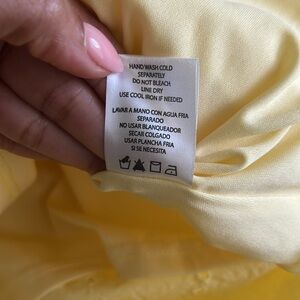 HAND WASH COLD
SEPARATELY
DO NOT BLEACH
LINE DRY
USE COOL IRON IF NEEDED
LAVAR A MANO CON AGUA FRIA
SEPARADO
NO USAR BLANQUEADOR
SECAR COLGADO
USAR PLANCHA FRIA
SI SE NECESITA